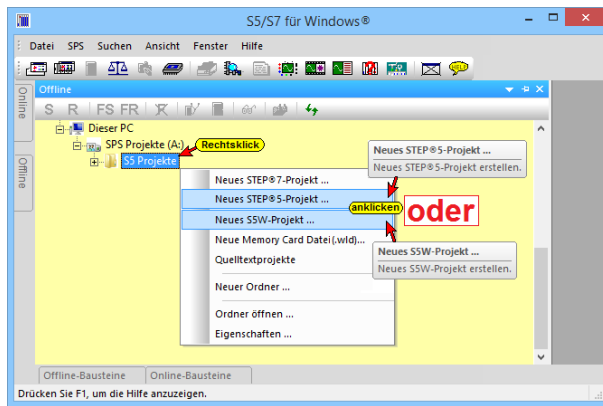 S5/S7 für Windows®
Datei SPS Suchen Ansicht Fenster Hilfe
Offline
Online
Offline
S R FS FR
Dieser PC
SPS Projekte (A:)
Rechtsklick
S5 Projekte
Neues STEP®5-Projekt ...
Neues STEP®5-Projekt erstellen.
Neues STEP®7-Projekt ...
Neues STEP®5-Projekt ...
anklicken
oder
Neues S5W-Projekt ...
Neue Memory Card Datei(.wld)...
Neues S5W-Projekt ...
Neues S5W-Projekt erstellen.
Quelltextprojekte
Neuer Ordner ...
Ordner öffnen ...
Eigenschaften ...
Offline-Bausteine Online-Bausteine
Drücken Sie F1, um die Hilfe anzuzeigen.